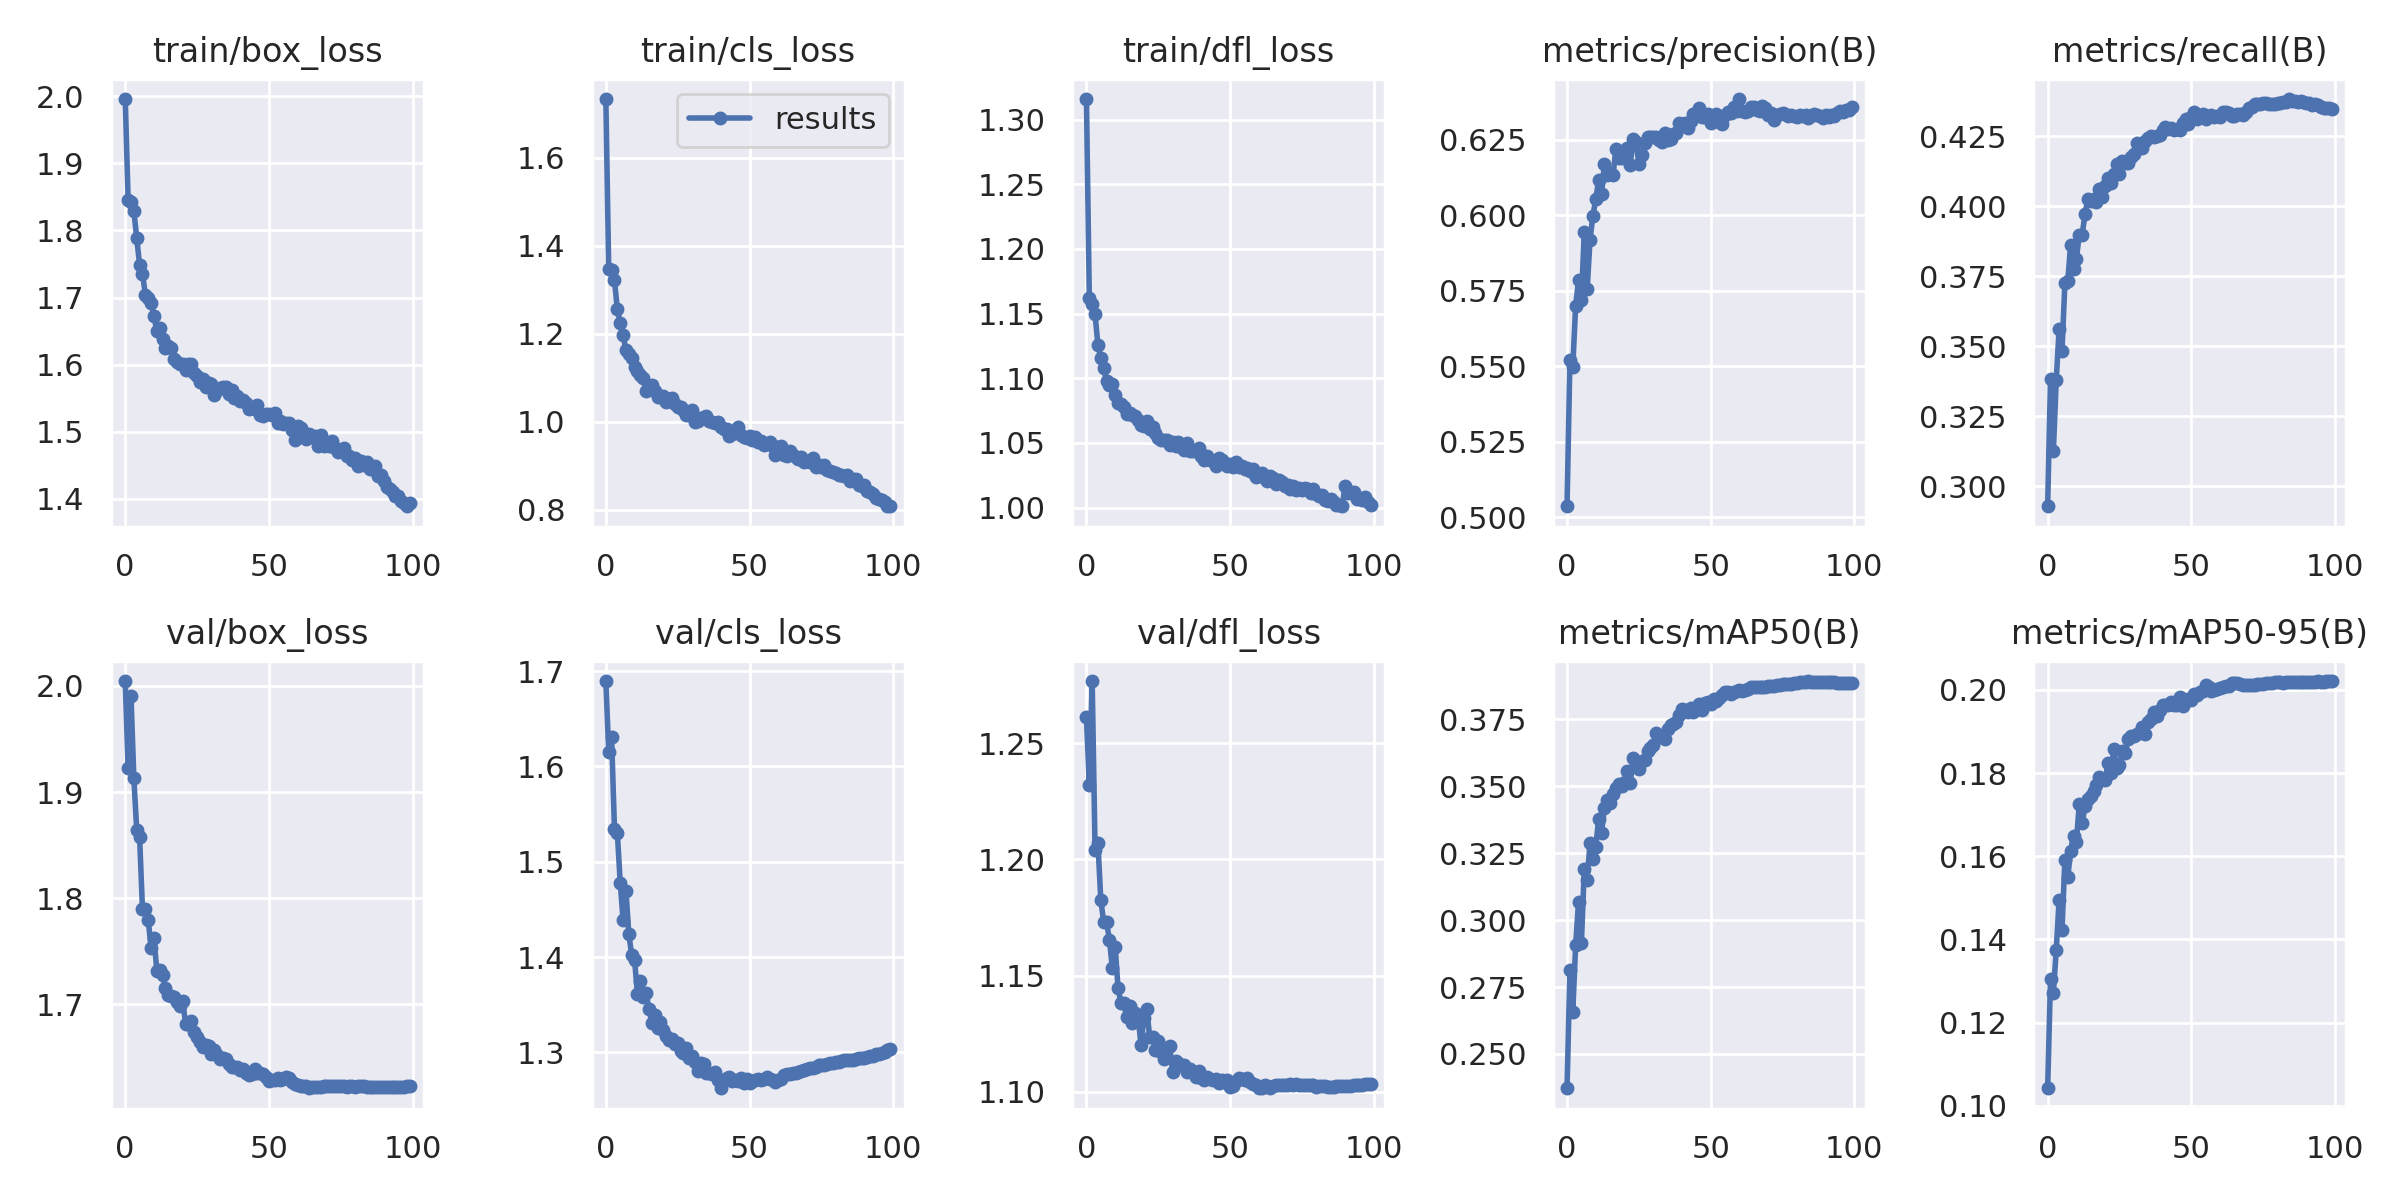 train/box_loss
2.0
1.9
1.8
1.7
1.6
1.5
1.4
0 50 100
train/cls_loss
results
1.6
1.4
1.2
1.0
0.8
0 50 100
train/dfl_loss
1.30
1.25
1.20
1.15
1.10
1.05
1.00
0 50 100
metrics/precision(B)
0.625
0.600
0.575
0.550
0.525
0.500
0 50 100
metrics/recall(B)
0.425
0.400
0.375
0.350
0.325
0.300
0 50 100
val/box_loss
2.0
1.9
1.8
1.7
0 50 100
val/cls_loss
1.7
1.6
1.5
1.4
1.3
0 50 100
val/dfl_loss
1.25
1.20
1.15
1.10
0 50 100
metrics/mAP50(B)
0.375
0.350
0.325
0.300
0.275
0.250
0 50 100
metrics/mAP50-95(B)
0.20
0.18
0.16
0.14
0.12
0.10
0 50 100